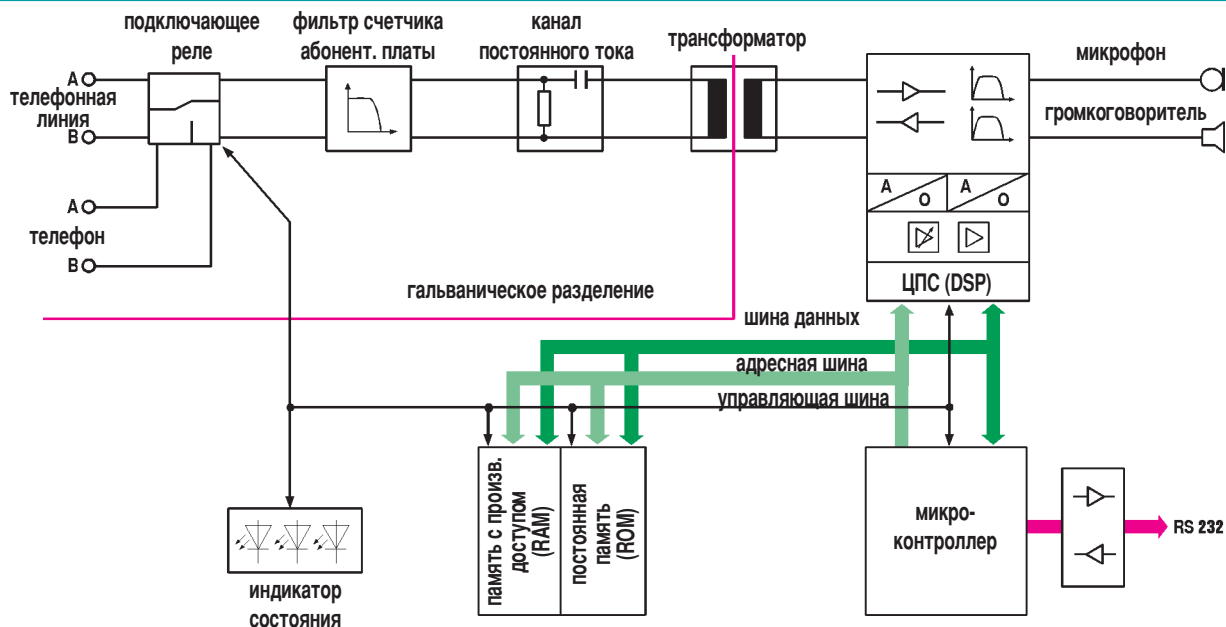 подключающее
реле
фильтр счетчика
абонент. платы
канал
постоянного тока
трансформатор
микрофон
A
телефонная
линия
B
громкоговоритель
A
телефон
B
A
O
A
O
ЦПС (DSP)
гальваническое разделение
шина данных
адресная шина
управляющая шина
память с произв.
доступом
(RAM)
постоянная
память
(ROM)
микро-
контроллер
RS 232
индикатор
состояния